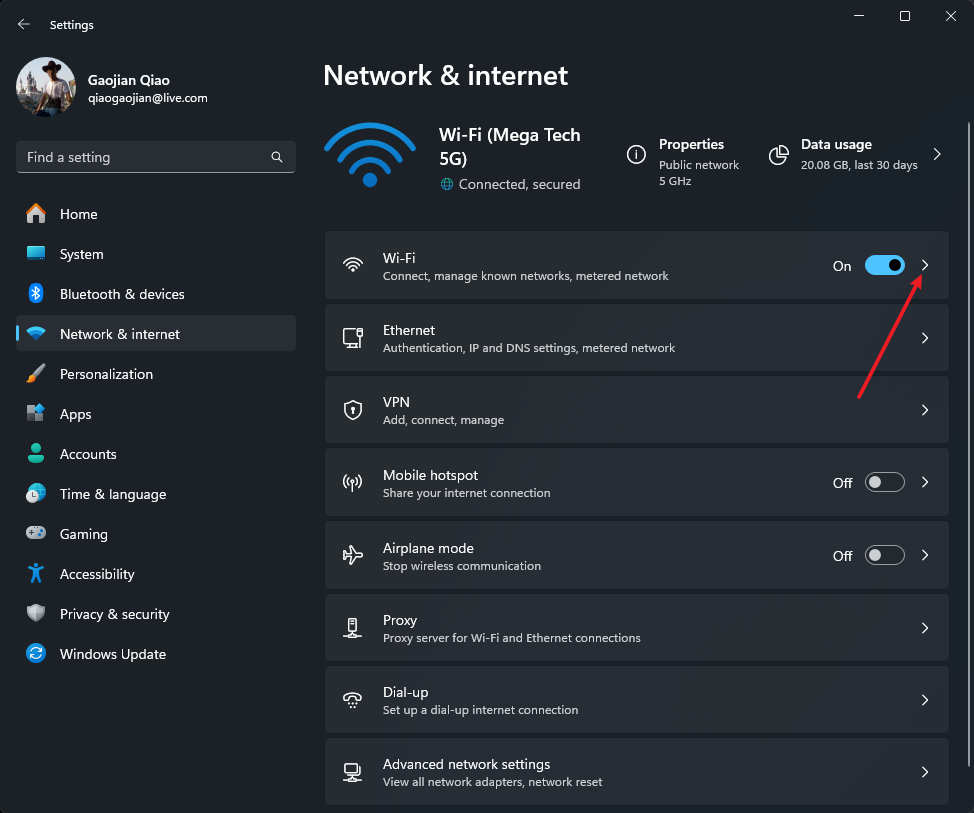 Settings
Gaojian Qiao
qiaogaojian@live.com
Find a setting
Home
System
Bluetooth & devices
Network & internet
Personalization
Apps
Accounts
Time & language
Gaming
Accessibility
Privacy & security
Windows Update
Network & internet
Wi-Fi (Mega Tech
5G)
Connected, secured
Properties
Public network
5 GHz
Data usage
20.08 GB, last 30 days
Wi-Fi
Connect, manage known networks, metered network
On
Ethernet
Authentication, IP and DNS settings, metered network
VPN
Add, connect, manage
Mobile hotspot
Share your internet connection
Off
Airplane mode
Stop wireless communication
Off
Proxy
Proxy server for Wi-Fi and Ethernet connections
Dial-up
Set up a dial-up internet connection
Advanced network settings
View all network adapters, network reset